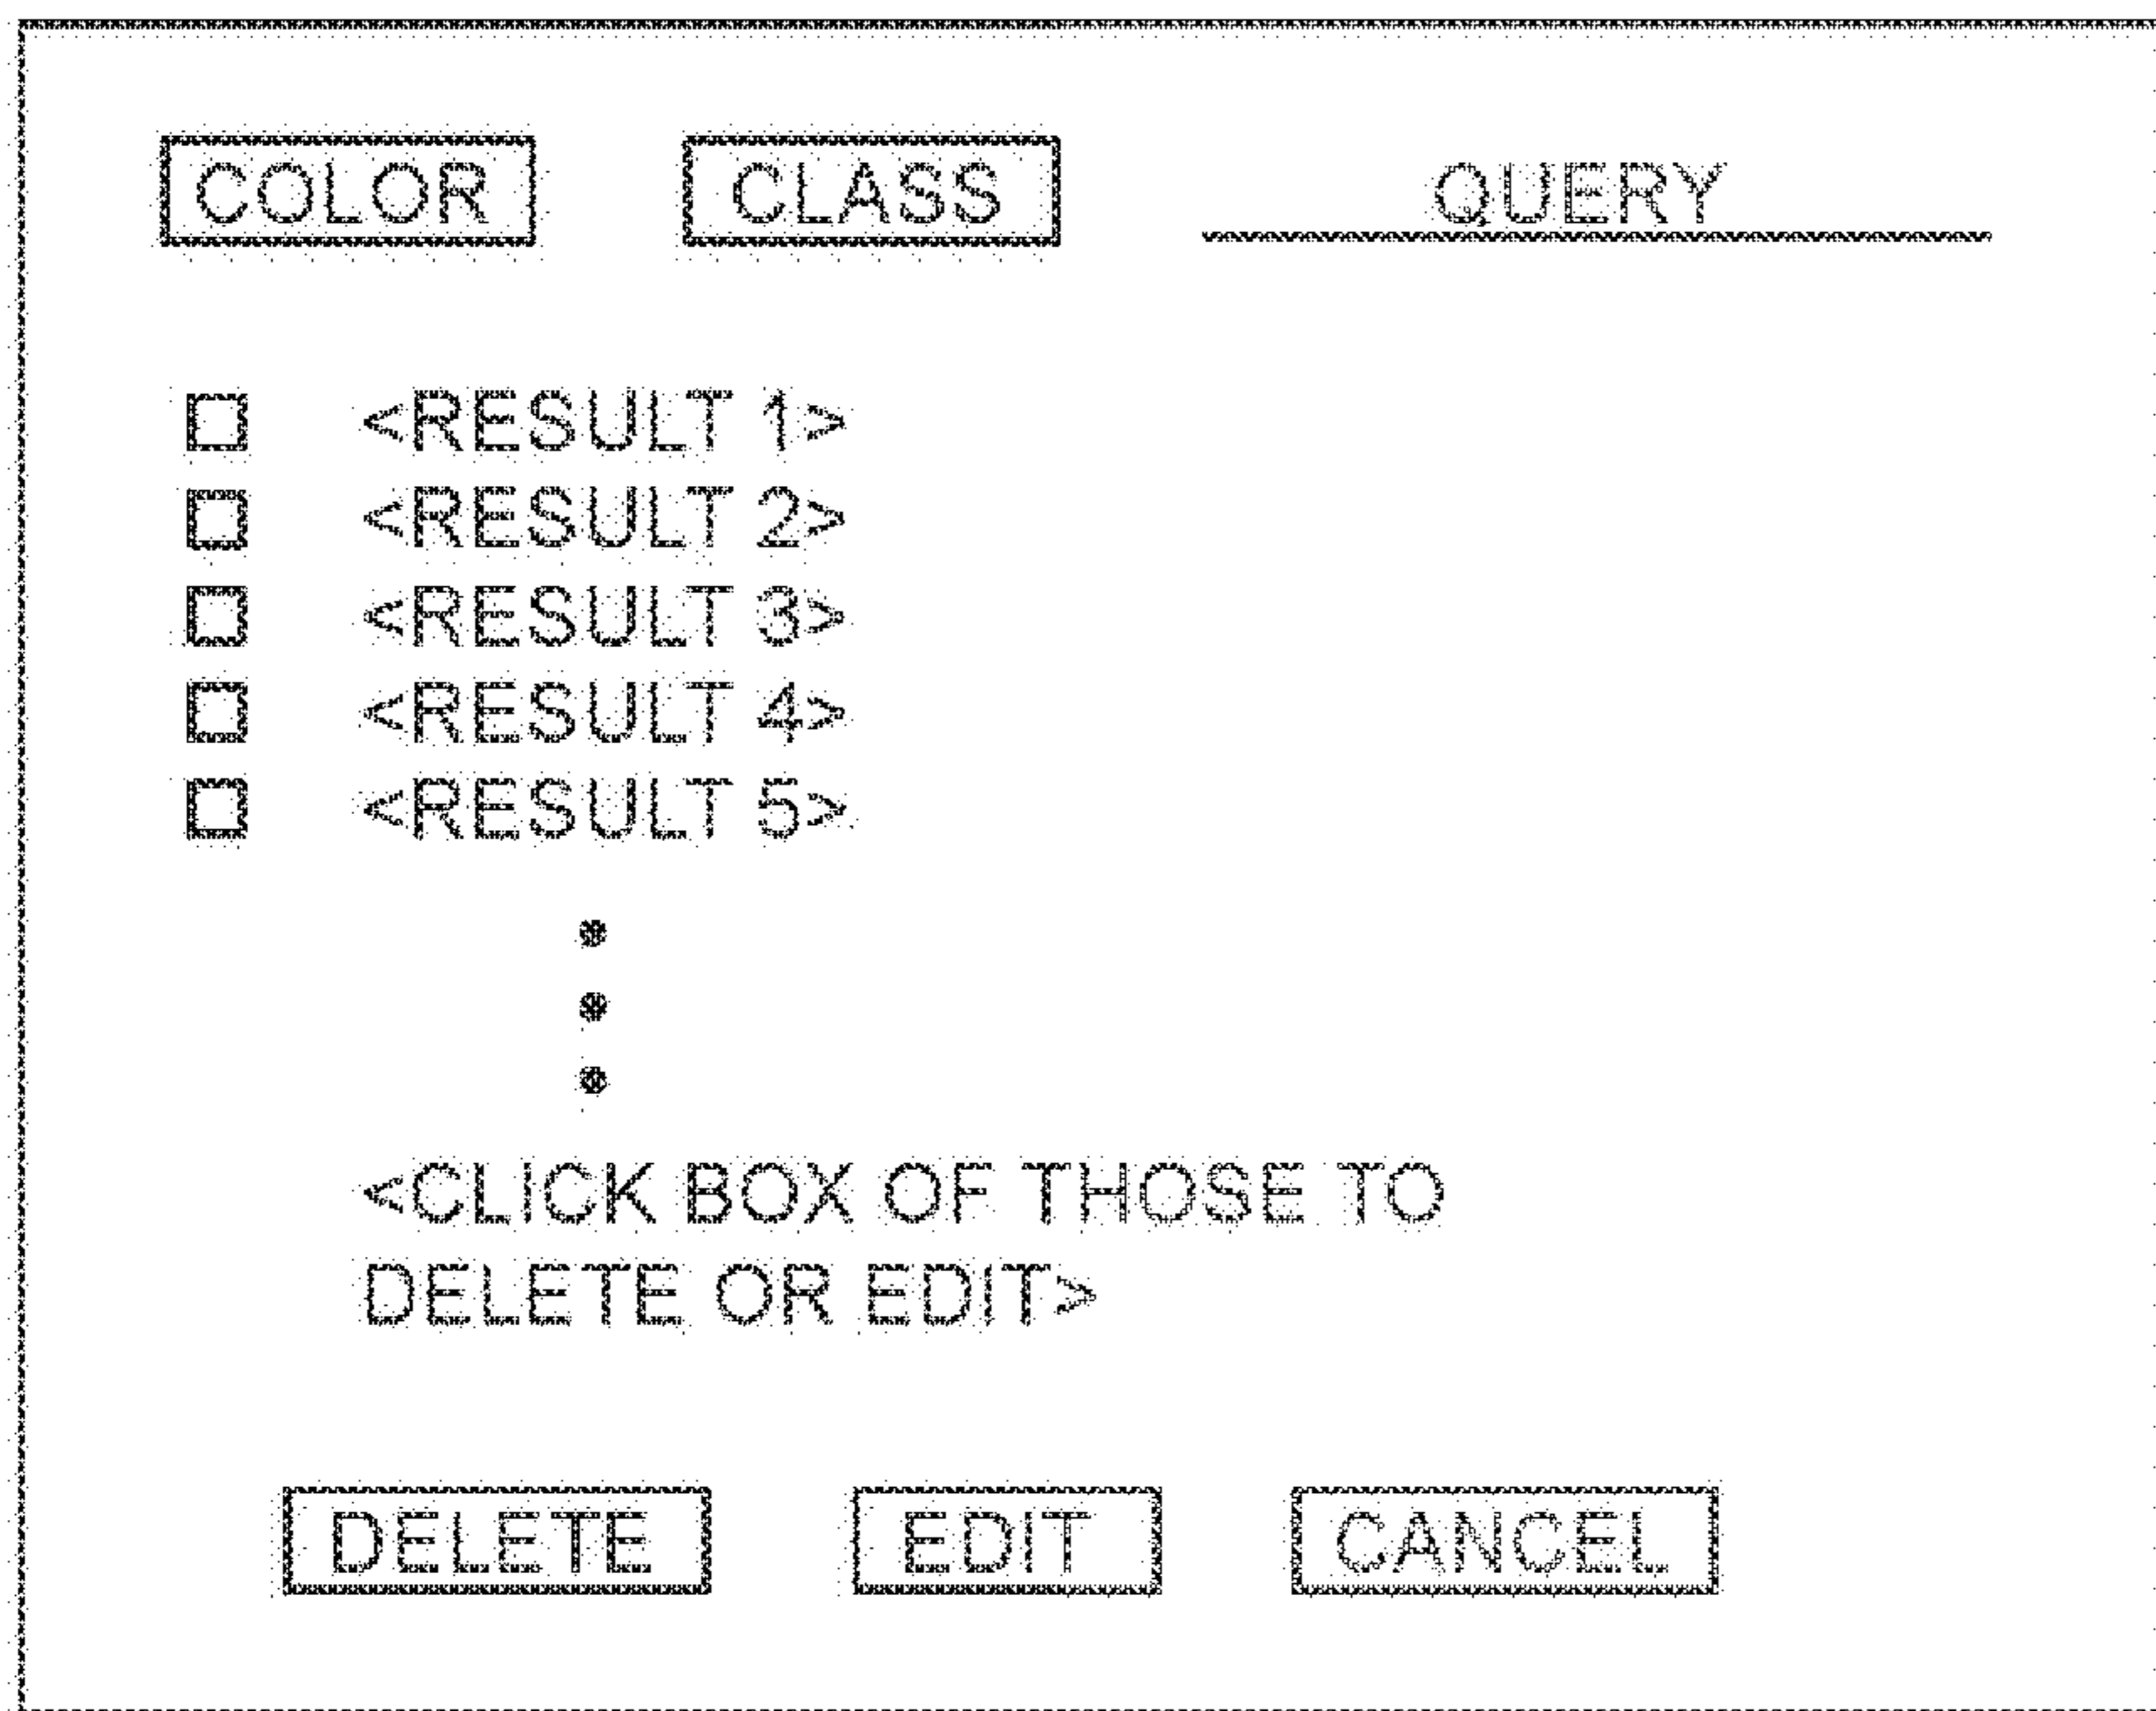 COLOR CLASS QUERY
<RESULT 1>
<RESULT 2>
<RESULT 3>
<RESULT 4>
<RESULT 5>
<CLICK BOX OF THOSE TO
DELETE OR EDIT>
DELETE EDIT CANCEL